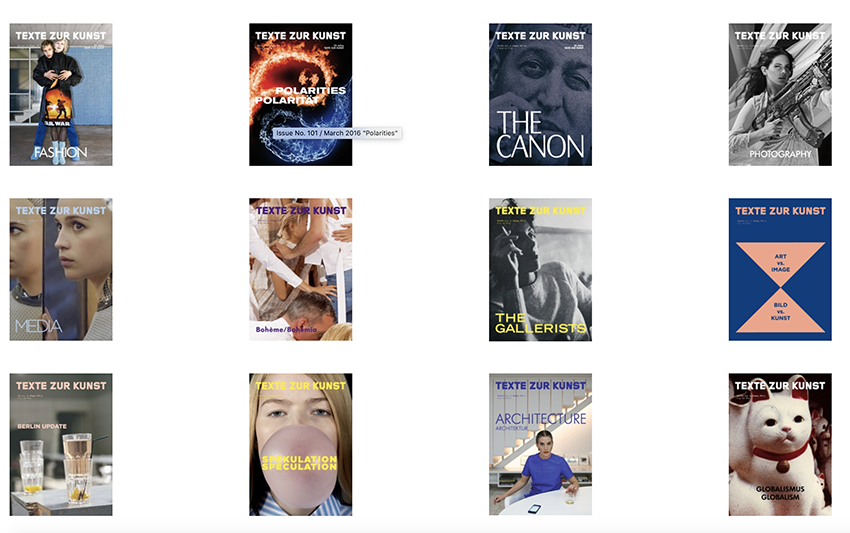 TEXTE ZUR KUNST
STAR WARS
FASHION
TEXTE ZUR KUNST
POLARITIES
POLARITÄT
Issue No. 101 / March 2016 "Polarities"
TEXTE ZUR KUNST
THE
CANON
TEXTE ZUR KUNST
PHOTOGRAPHY
TEXTE ZUR KUNST
MEDIA
TEXTE ZUR KUNST
Bohème/Bohemia
TEXTE ZUR KUNST
THE
GALLERISTS
TEXTE ZUR KUNST
ART
vs.
IMAGE
BILD
vs.
KUNST
TEXTE ZUR KUNST
BERLIN UPDATE
TEXTE ZUR KUNST
SPEKULATION
SPECULATION
TEXTE ZUR KUNST
ARCHITECTURE
ARCHITEKTUR
TEXTE ZUR KUNST
GLOBALISMUS
GLOBALISM